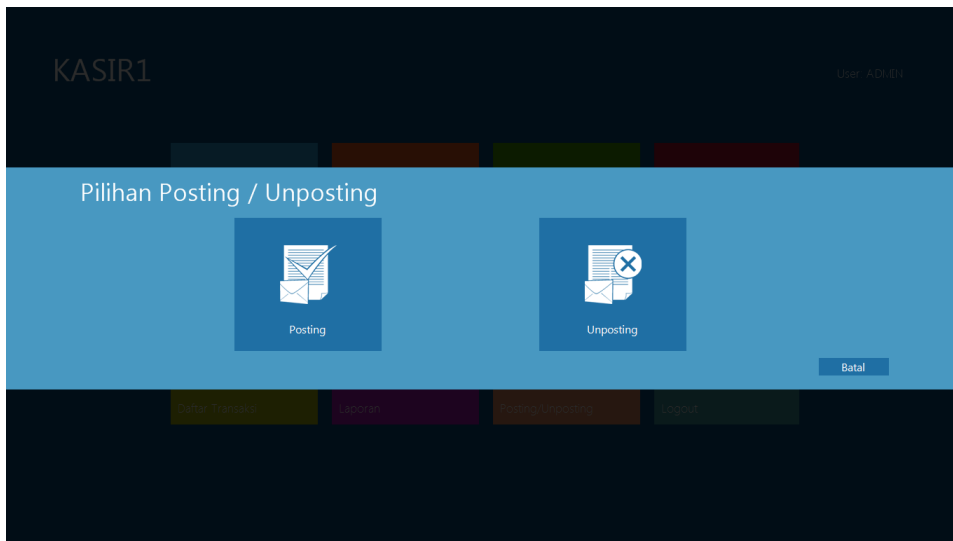 KASIR1
User: ADMIN
Pilihan Posting / Unposting
Posting
Unposting
Batal
Daftar Transaksi
Laporan
Posting/Unposting
Logout